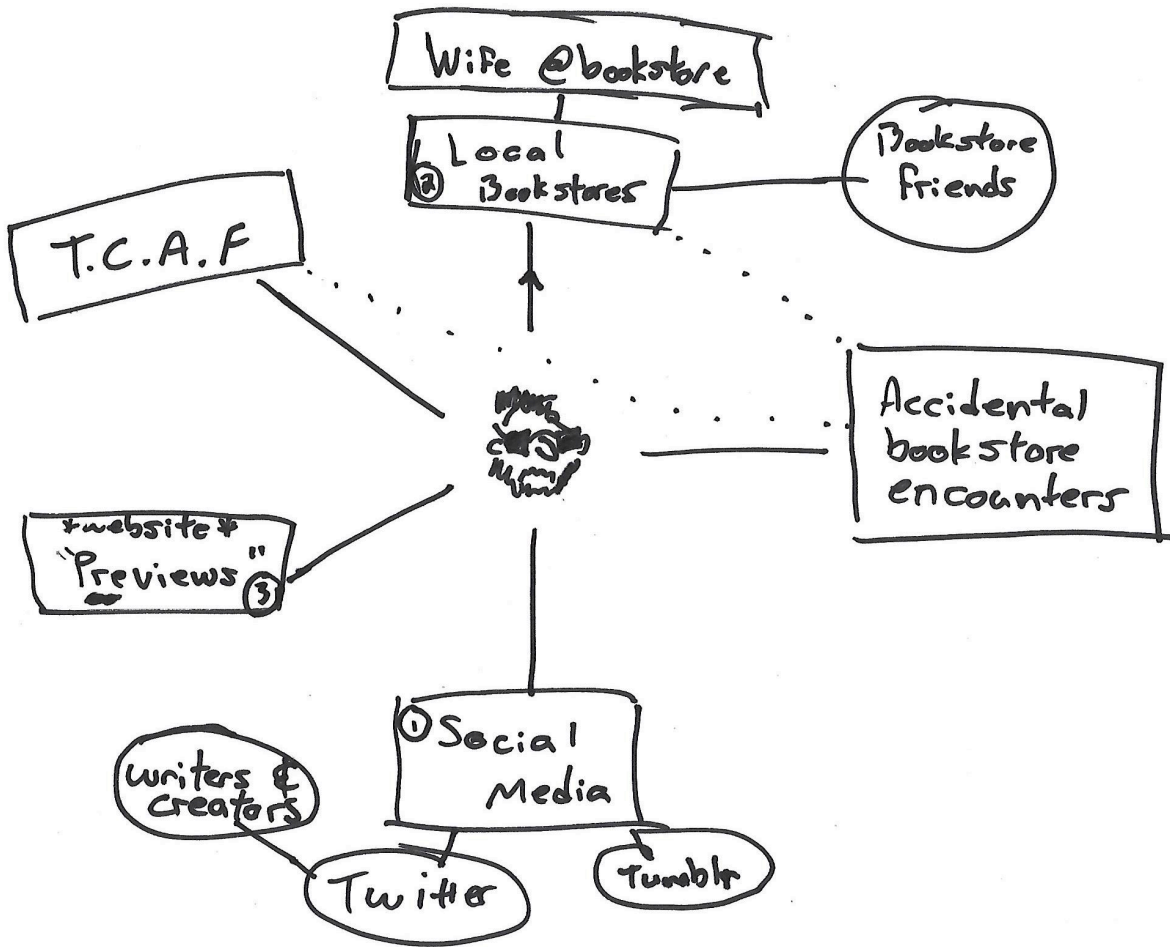 Wife @bookstore
Local
② Bookstores
Bookstore
friends
T.C.A.F
Accidental
bookstore
encounters
*website*
"Previews"
③
① Social
Media
writers &
creators
Twitter
Tumblr